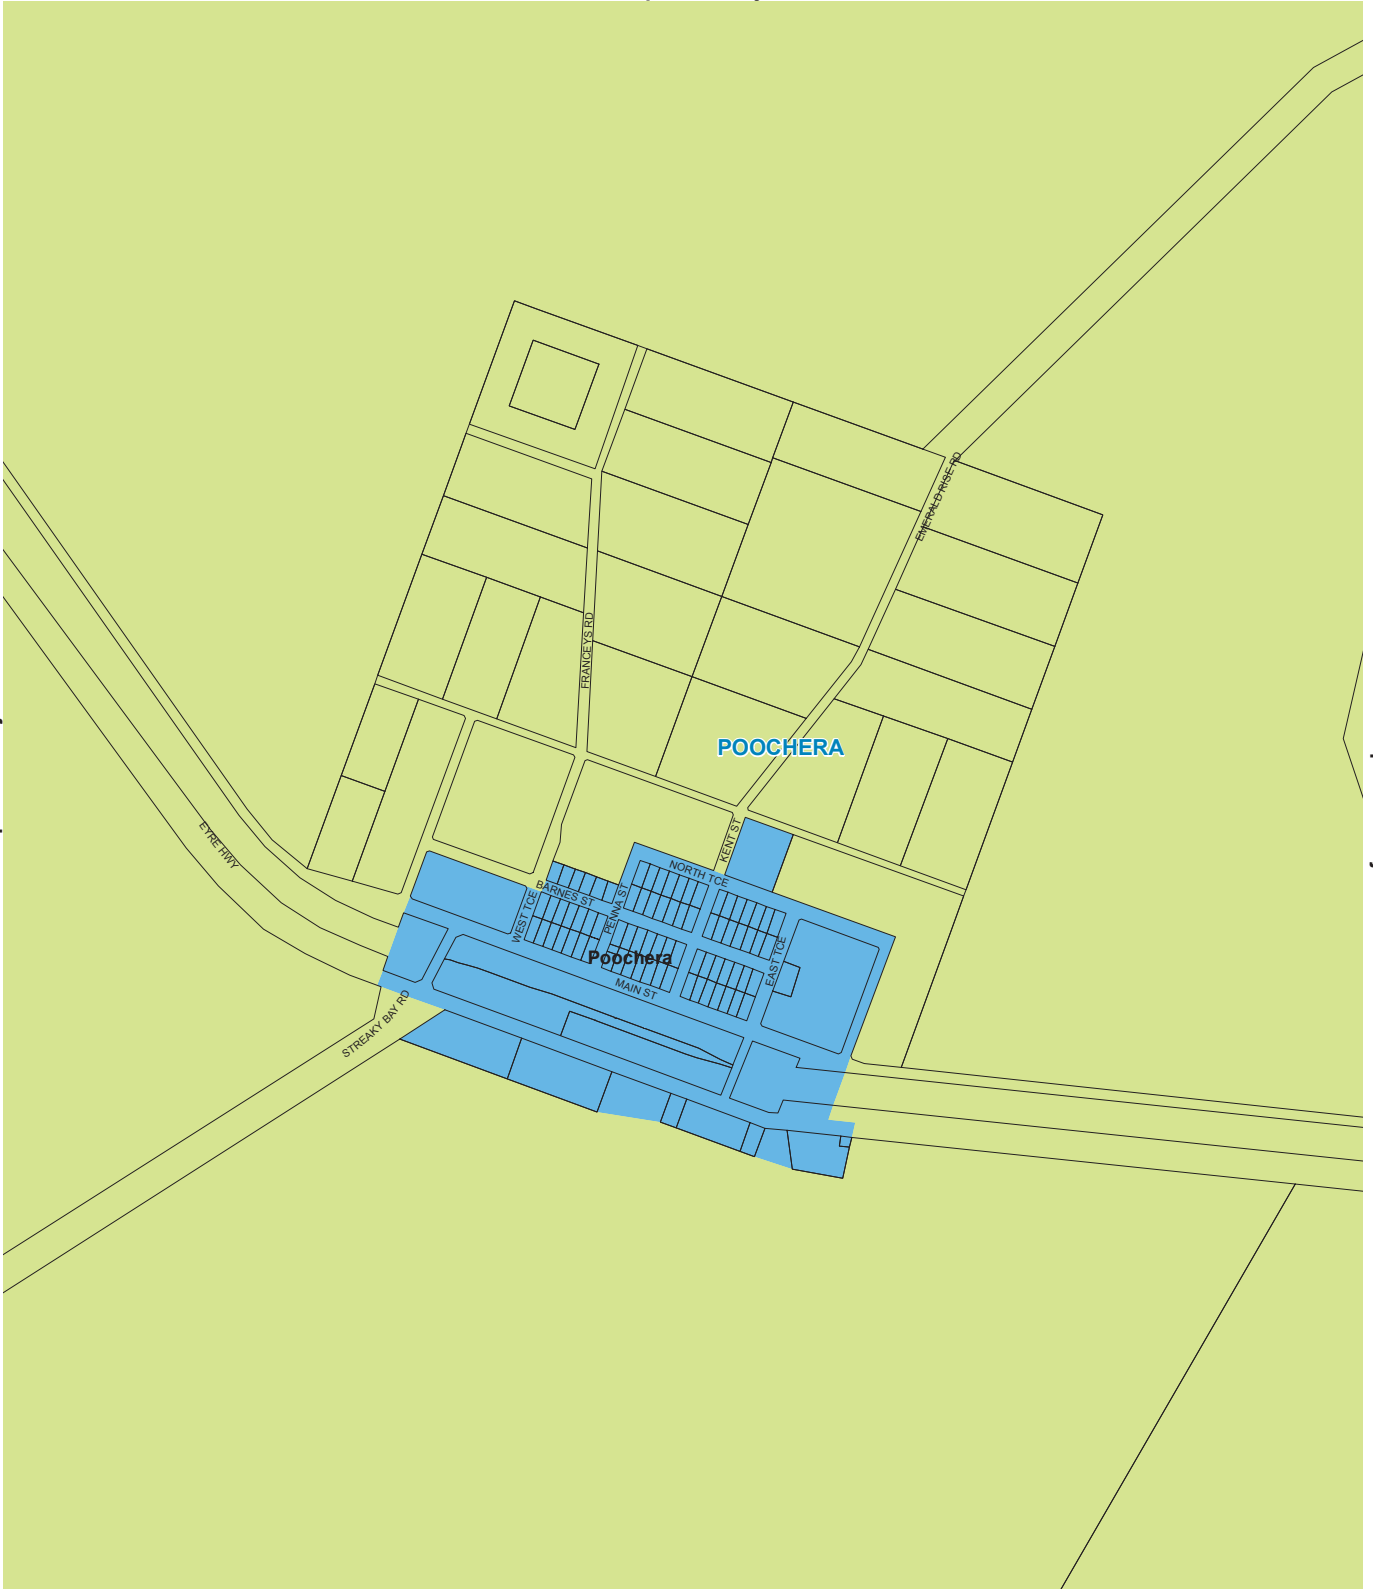 EMERALD RISE RD
FRANCEYS RD
POOCHERA
EYRE HWY
KENT ST
NORTH TCE
BARNES ST
PENNA ST
WEST TCE
Poochera
EAST TCE
MAIN ST
STREAKY BAY RD